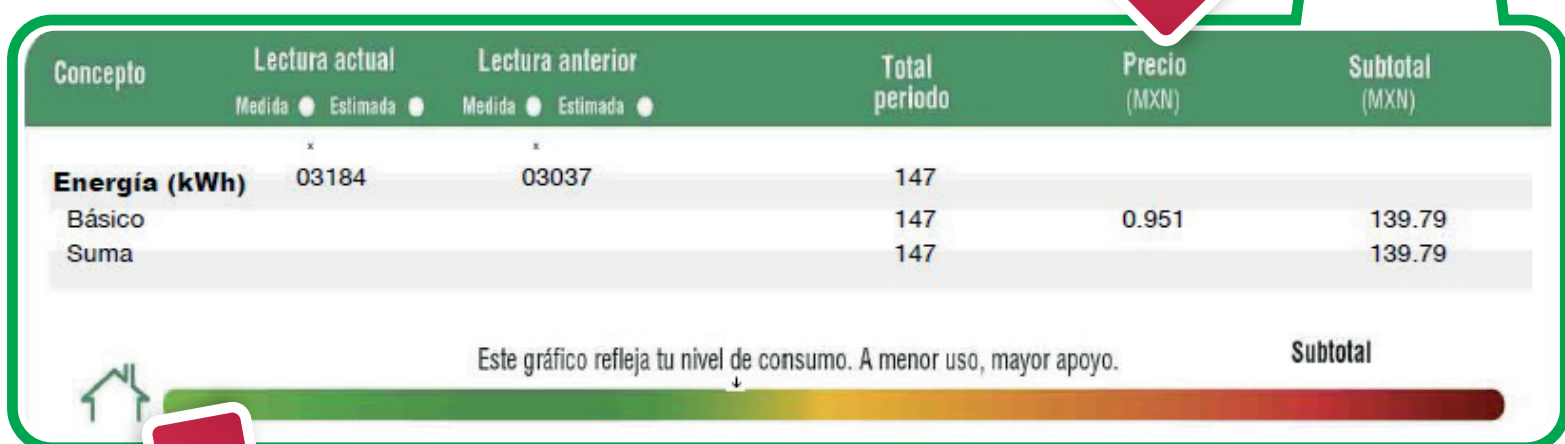 Concepto Lectura actual Lectura anterior Total periodo Precio (MXN) Subtotal (MXN)
Medida Estimada Medida Estimada
x x
Energía (kWh) 03184 03037 147
Básico 147 0.951 139.79
Suma 147 139.79
Este gráfico refleja tu nivel de consumo. A menor uso, mayor apoyo. Subtotal